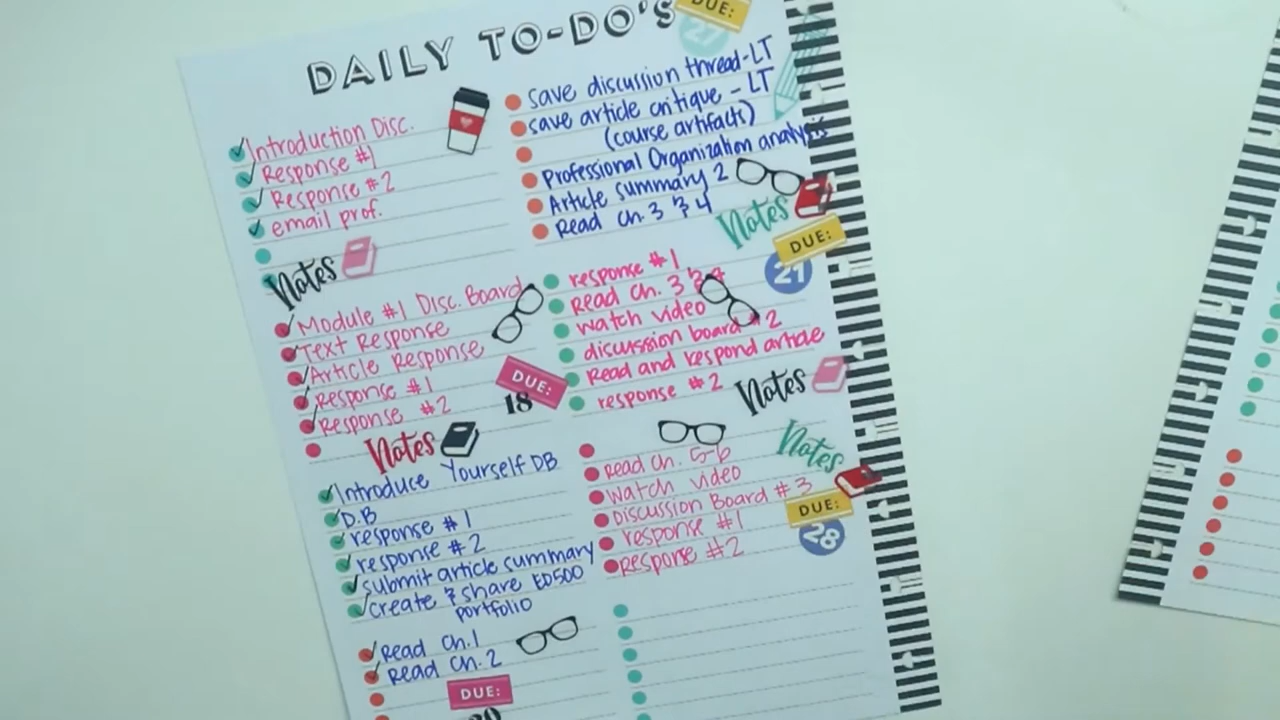 DAILY TO-DO'S
Introduction Disc.
Response #1
Response #2
email prof.
Notes
Module #1 Disc. Board
Text Response
Article Response
Response #1
Response #2
DUE:
18
Notes
Introduce Yourself DB
D.B
response #1
response #2
submit article summary
create & share ED500
portfolio
Read Ch.1
Read Ch. 2
DUE:
DUE:
27
save discussion thread-LT
save article critique - LT
(course artifacts)
Professional Organization analysis
Article summary 2
Read Ch. 3 & 4
Notes
DUE:
21
response #1
Read Ch. 3 & 4
watch video
discussion board #2
Read and respond article
response #2
Notes
Notes
Read Ch. 5-6
Watch video
Discussion Board #3
response #1
Response #2
DUE:
28